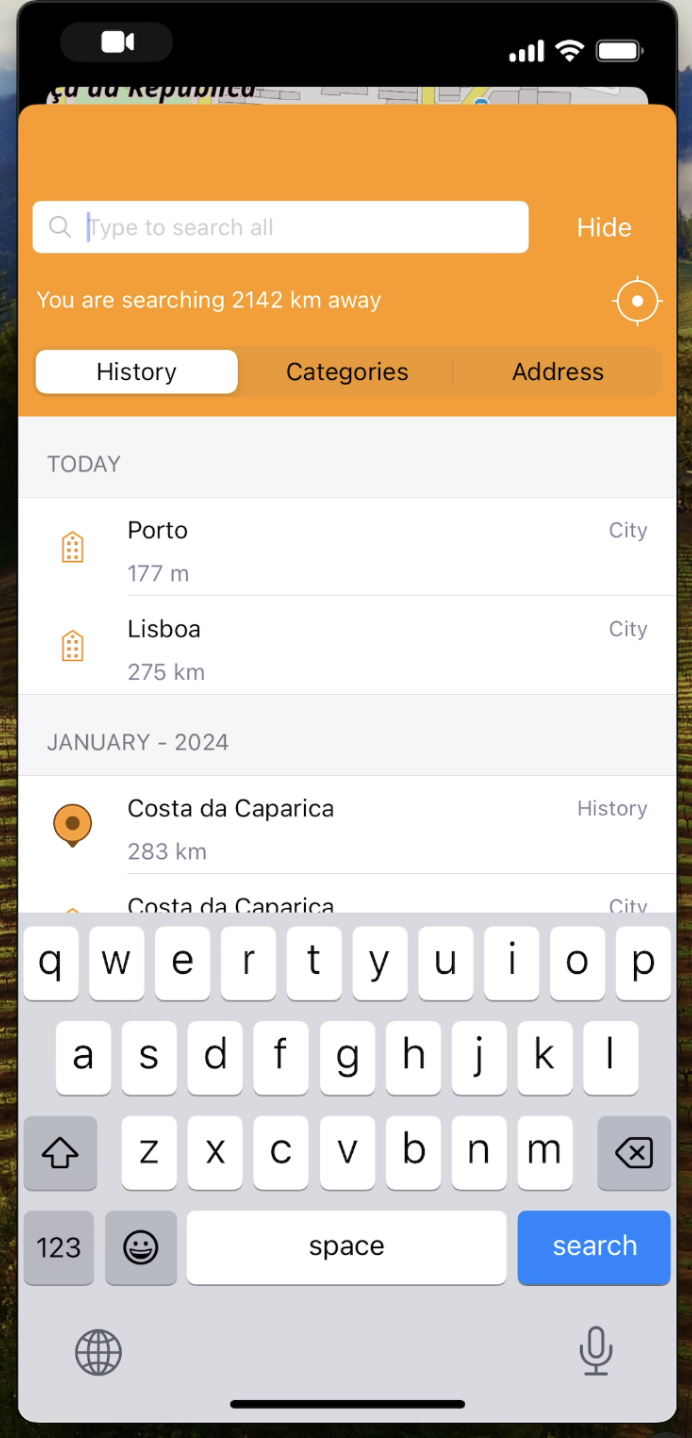 ça da República
Type to search all
Hide
You are searching 2142 km away
History
Categories
Address
TODAY
Porto
City
177 m
Lisboa
City
275 km
JANUARY - 2024
Costa da Caparica
History
283 km
Costa da Caparica
City
q w e r t y u i o p
a s d f g h j k l
z x c v b n m
123
space
search